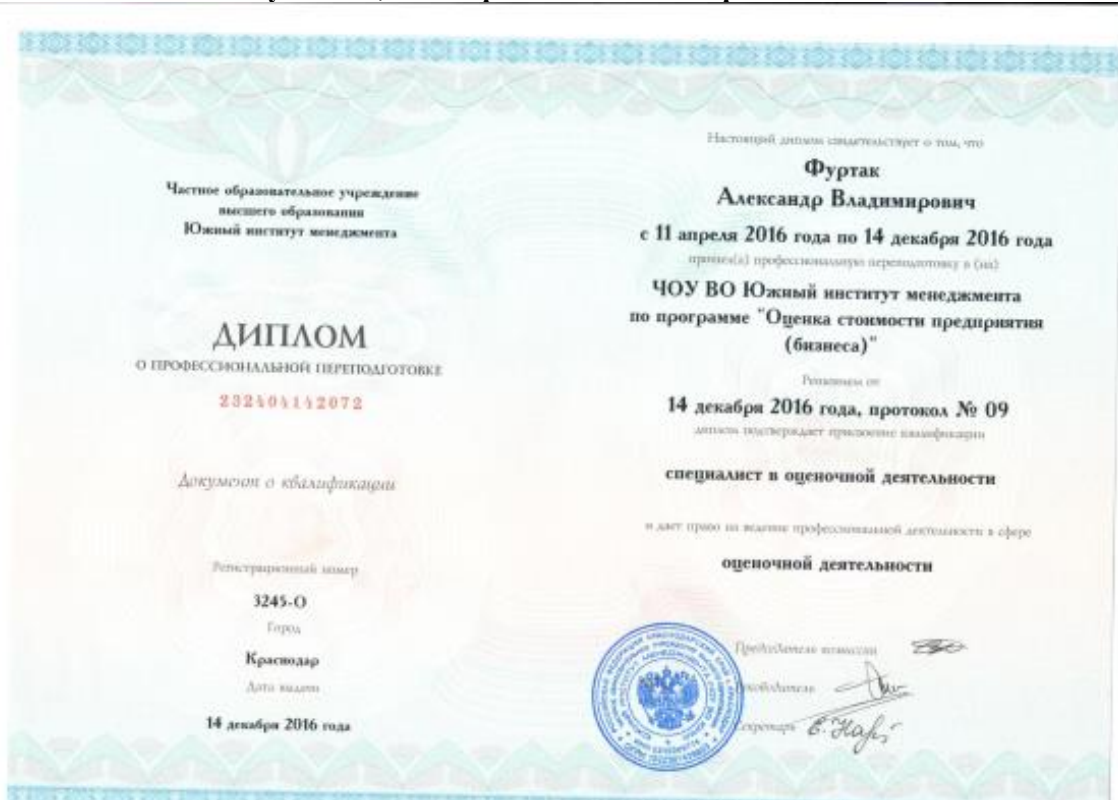 Частное образовательное учреждение
высшего образования
Южный институт менеджмента
ДИПЛОМ
О ПРОФЕССИОНАЛЬНОЙ ПЕРЕПОДГОТОВКЕ
232404142072
Документ о квалификации
Регистрационный номер
3245-О
Город
Краснодар
Дата выдачи
14 декабря 2016 года
Настоящий диплом свидетельствует о том, что
Фуртак
Александр Владимирович
с 11 апреля 2016 года по 14 декабря 2016 года
прошел(а) профессиональную переподготовку в (на)
ЧОУ ВО Южный институт менеджмента
по программе "Оценка стоимости предприятия
(бизнеса)"
Решением от
14 декабря 2016 года, протокол № 09
диплом подтверждает присвоение квалификации
специалист в оценочной деятельности
и дает право на ведение профессиональной деятельности в сфере
оценочной деятельности
Председатель комиссии
Руководитель
Секретарь